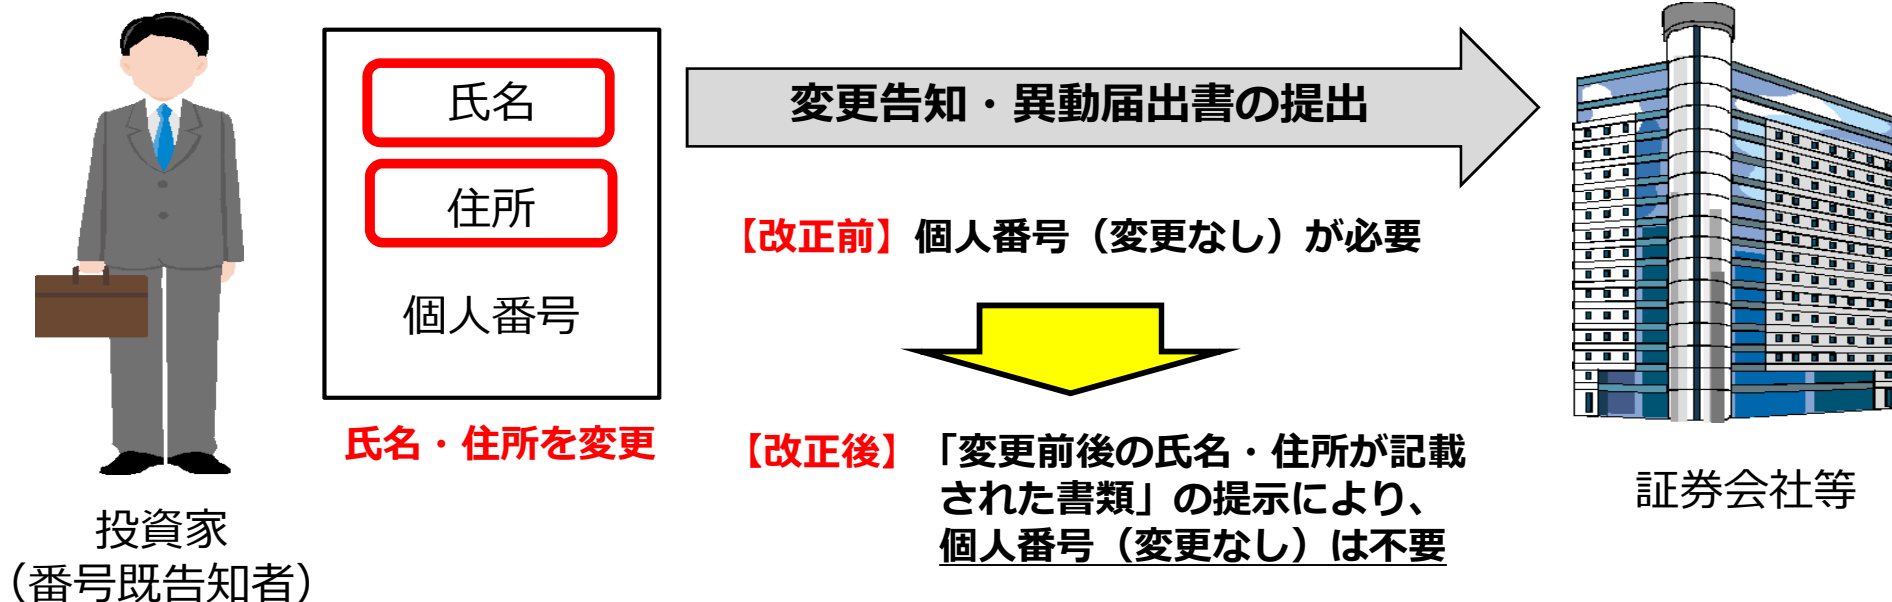 氏名
住所
個人番号
氏名・住所を変更
投資家
（番号既告知者）
変更告知・異動届出書の提出
【改正前】個人番号（変更なし）が必要
【改正後】「変更前後の氏名・住所が記載
された書類」の提示により、
個人番号（変更なし）は不要
証券会社等